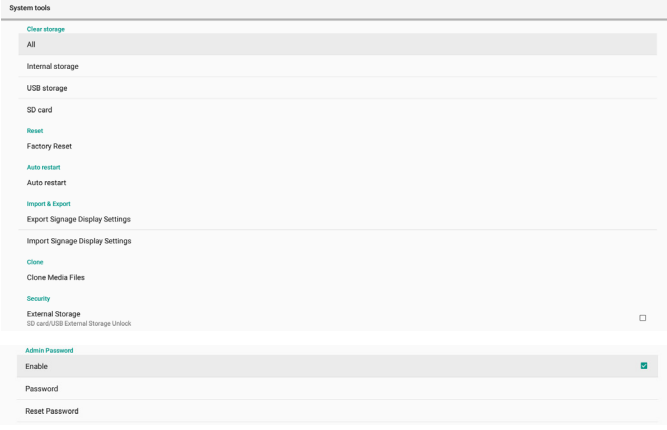 System tools
Clear storage
All
Internal storage
USB storage
SD card
Reset
Factory Reset
Auto restart
Auto restart
Import & Export
Export Signage Display Settings
Import Signage Display Settings
Clone
Clone Media Files
Security
External Storage
SD card/USB External Storage Unlock
Admin Password
Enable
Password
Reset Password